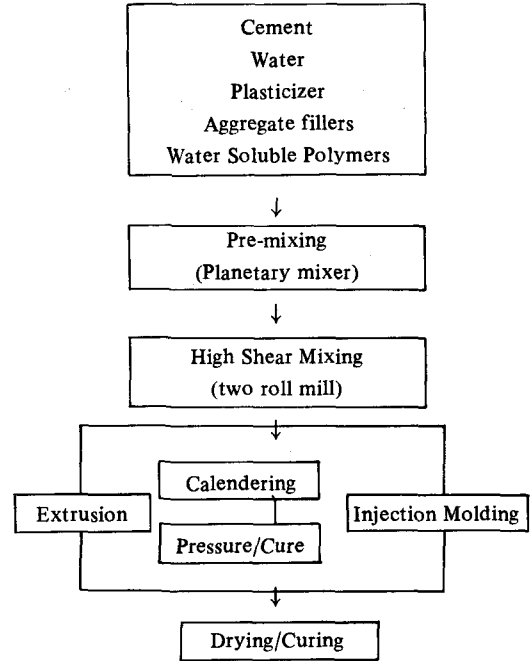 Cement
Water
Plasticizer
Aggregate fillers
Water Soluble Polymers
Pre-mixing
(Planetary mixer)
High Shear Mixing
(two roll mill)
Calendering
Extrusion
Injection Molding
Pressure/Cure
Drying/Curing